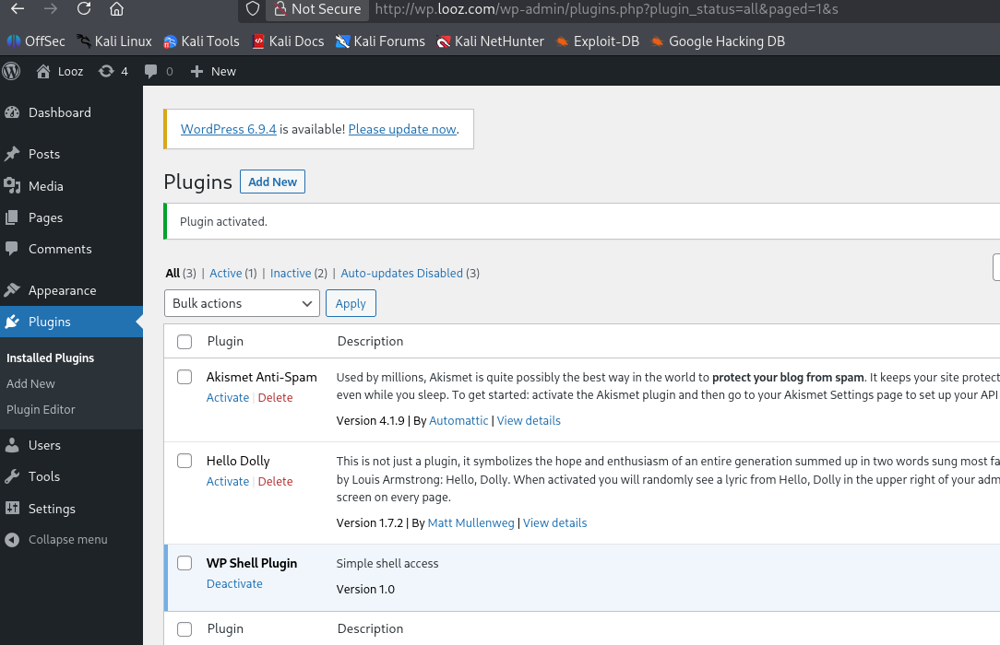 Not Secure http://wp.looz.com/wp-admin/plugins.php?plugin_status=all&paged=1&s
OffSec Kali Linux Kali Tools Kali Docs Kali Forums Kali NetHunter Exploit-DB Google Hacking DB
Looz 4 0 New
Dashboard
Posts
Media
Pages
Comments
Appearance
Plugins
Installed Plugins
Add New
Plugin Editor
Users
Tools
Settings
Collapse menu
WordPress 6.9.4 is available! Please update now.
Plugins Add New
Plugin activated.
All (3) | Active (1) | Inactive (2) | Auto-updates Disabled (3)
Bulk actions Apply
Plugin Description
Akismet Anti-Spam
Activate | Delete
Used by millions, Akismet is quite possibly the best way in the world to protect your blog from spam. It keeps your site protect
even while you sleep. To get started: activate the Akismet plugin and then go to your Akismet Settings page to set up your API
Version 4.1.9 | By Automattic | View details
Hello Dolly
Activate | Delete
This is not just a plugin, it symbolizes the hope and enthusiasm of an entire generation summed up in two words sung most fa
by Louis Armstrong: Hello, Dolly. When activated you will randomly see a lyric from Hello, Dolly in the upper right of your adm
screen on every page.
Version 1.7.2 | By Matt Mullenweg | View details
WP Shell Plugin
Deactivate
Simple shell access
Version 1.0
Plugin Description